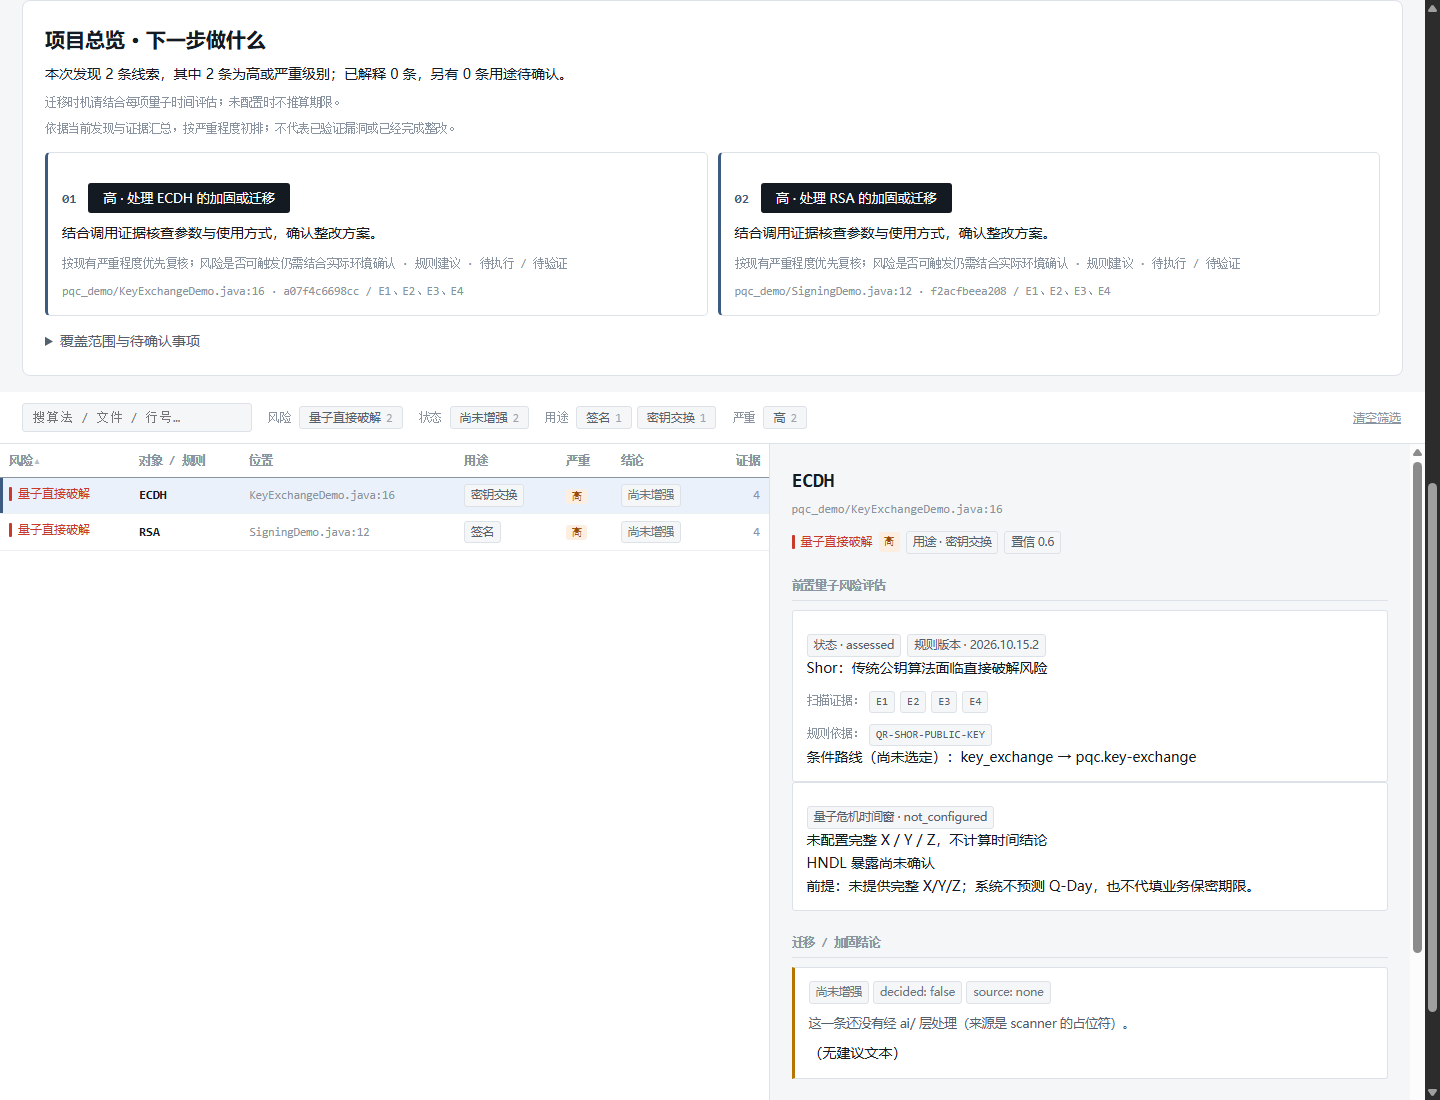 项目总览 • 下一步做什么
本次发现 2 条线索，其中 2 条为高或严重级别；已解释 0 条，另有 0 条用途待确认。
迁移时机请结合每项量子时间评估；未配置时不推算期限。
依据当前发现与证据汇总，按严重程度初排；不代表已验证漏洞或已经完成整改。
01 高 · 处理 ECDH 的加固或迁移
结合调用证据核查参数与使用方式，确认整改方案。
按现有严重程度优先复核；风险是否可触发仍需结合实际环境确认 · 规则建议 · 待执行 / 待验证
pqc_demo/KeyExchangeDemo.java:16 · a07f4c6698cc / E1、E2、E3、E4
02 高 · 处理 RSA 的加固或迁移
结合调用证据核查参数与使用方式，确认整改方案。
按现有严重程度优先复核；风险是否可触发仍需结合实际环境确认 · 规则建议 · 待执行 / 待验证
pqc_demo/SigningDemo.java:12 · f2acfbeea208 / E1、E2、E3、E4
▶ 覆盖范围与待确认事项
搜算法 / 文件 / 行号… 风险 量子直接破解 2 状态 尚未增强 2 用途 签名 1 密钥交换 1 严重 高 2 清空筛选
风险▲ 对象 / 规则 位置 用途 严重 结论 证据
量子直接破解 ECDH KeyExchangeDemo.java:16 密钥交换 高 尚未增强 4
量子直接破解 RSA SigningDemo.java:12 签名 高 尚未增强 4
ECDH
pqc_demo/KeyExchangeDemo.java:16
量子直接破解 高 用途 · 密钥交换 置信 0.6
前置量子风险评估
状态 · assessed 规则版本 · 2026.10.15.2
Shor：传统公钥算法面临直接破解风险
扫描证据： E1 E2 E3 E4
规则依据： QR-SHOR-PUBLIC-KEY
条件路线（尚未选定）：key_exchange → pqc.key-exchange
量子危机时间窗 · not_configured
未配置完整 X / Y / Z，不计算时间结论
HNDL 暴露尚未确认
前提：未提供完整 X/Y/Z；系统不预测 Q-Day，也不代填业务保密期限。
迁移 / 加固结论
尚未增强 decided: false source: none
这一条还没有经 ai/ 层处理（来源是 scanner 的占位符）。
（无建议文本）